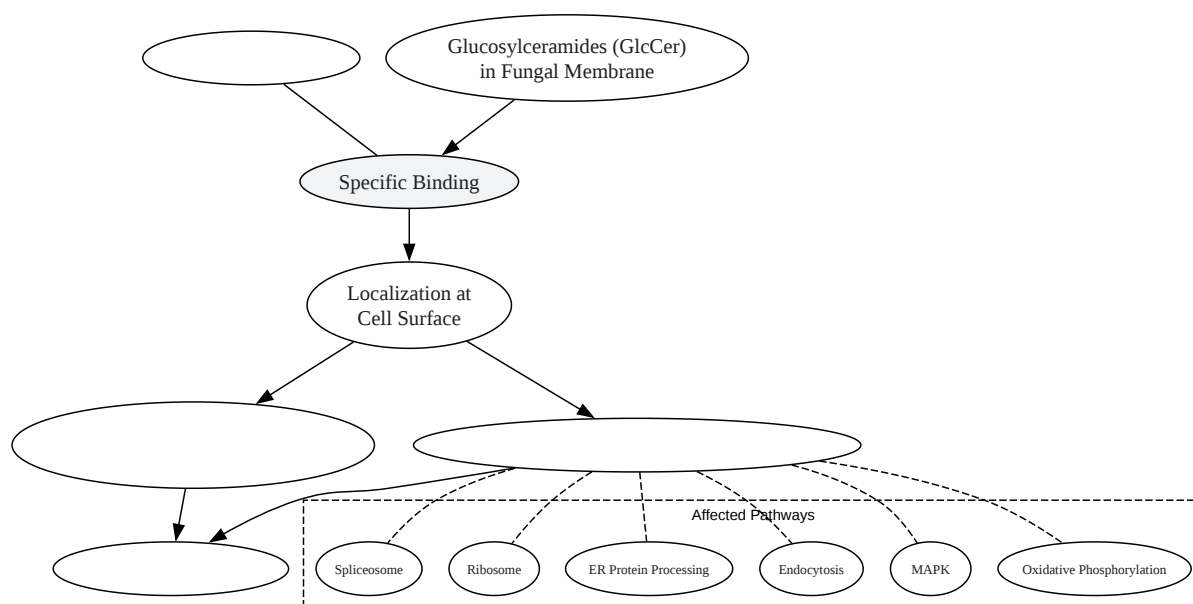 Glucosylceramides (GlcCer)
in Fungal Membrane
Specific Binding
Localization at
Cell Surface
Affected Pathways
Spliceosome
Ribosome
ER Protein Processing
Endocytosis
MAPK
Oxidative Phosphorylation